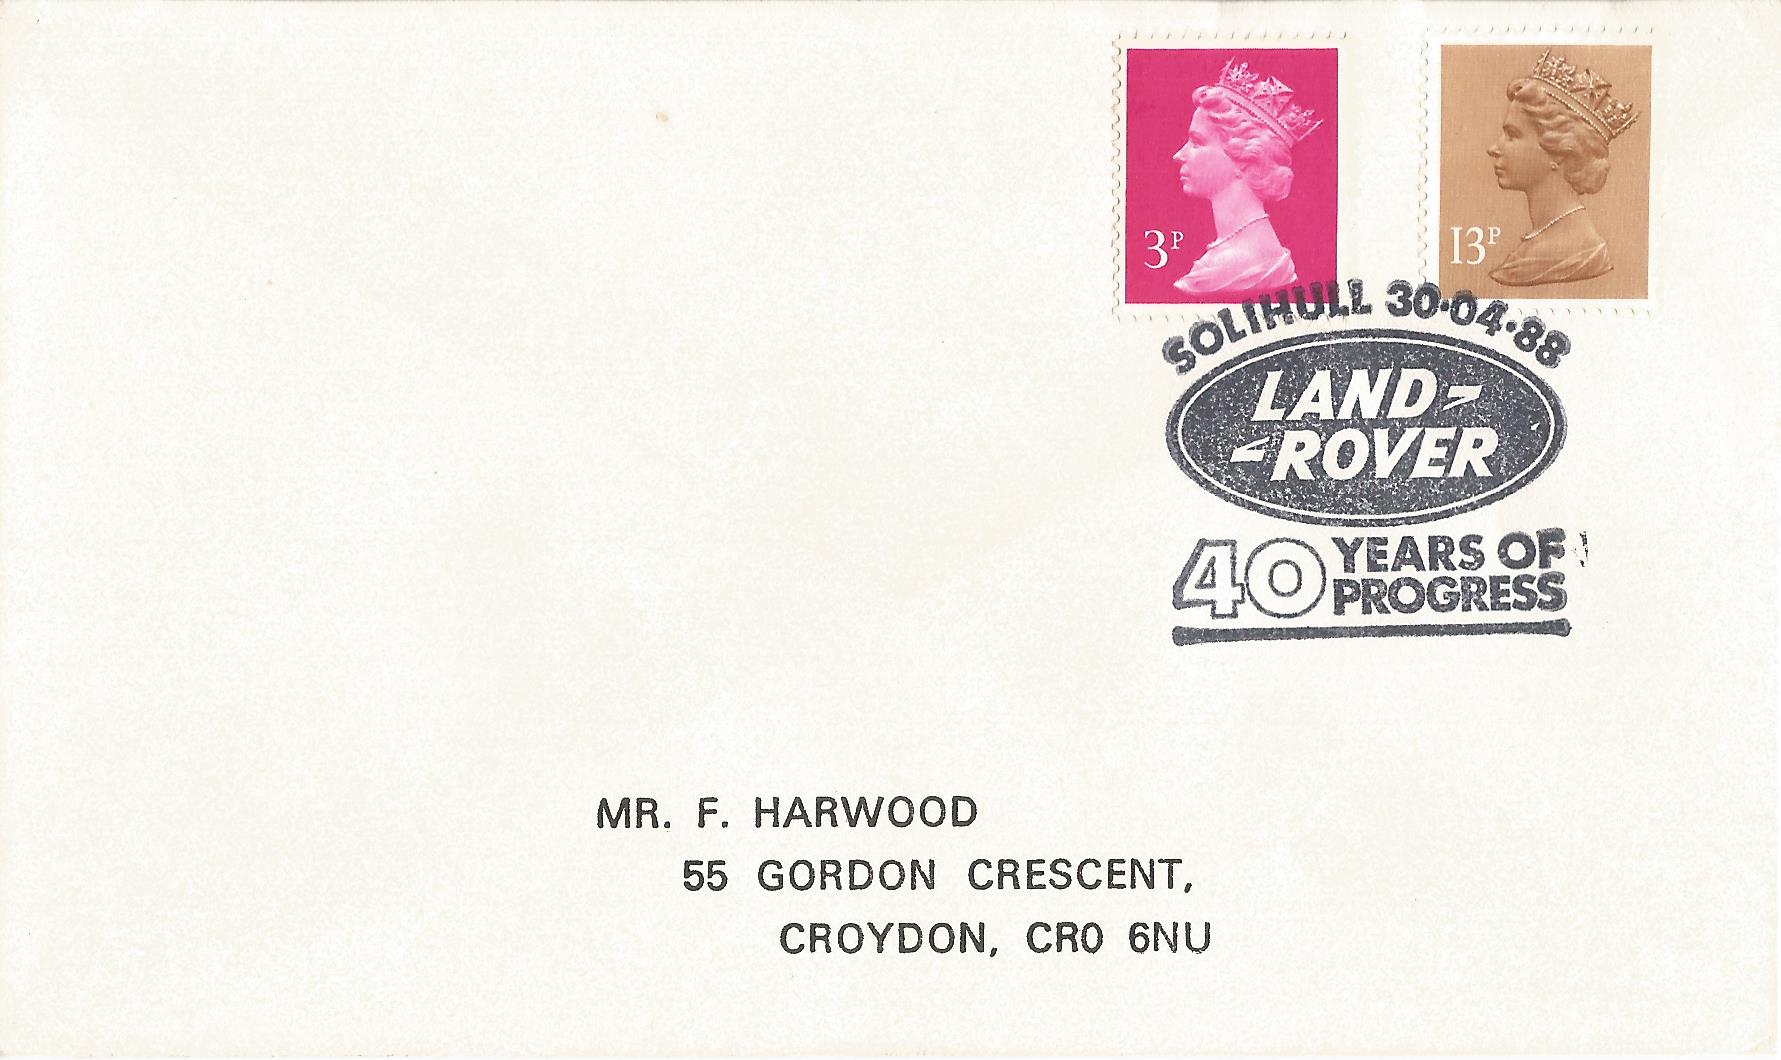 3P
13P
SOLIHULL 30·04·88
LAND
ROVER
40 YEARS OF
PROGRESS
MR. F. HARWOOD
55 GORDON CRESCENT,
CROYDON, CR0 6NU